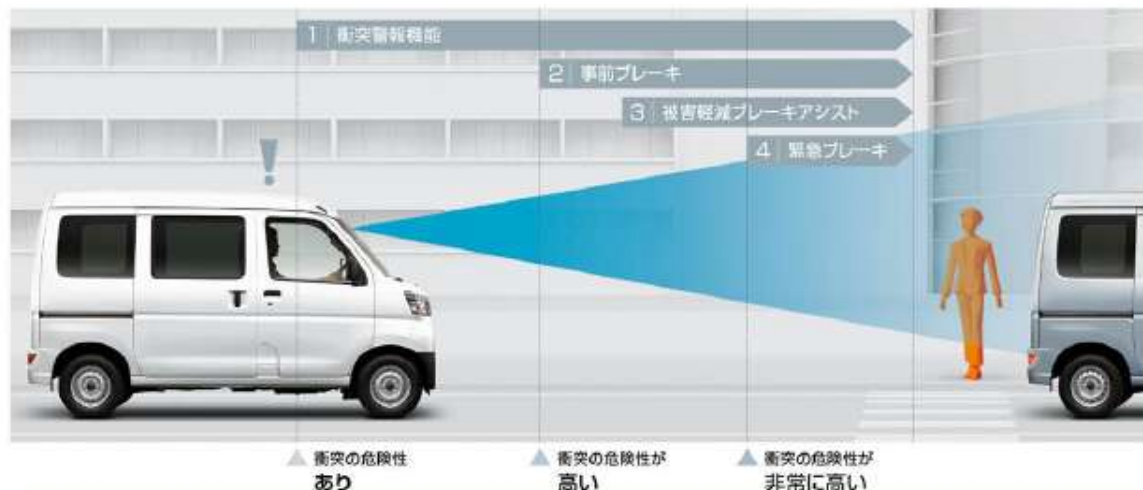 1 衝突警報機能
2 事前ブレーキ
3 被害軽減ブレーキアシスト
4 緊急ブレーキ
衝突の危険性
あり
衝突の危険性が
高い
衝突の危険性が
非常に高い